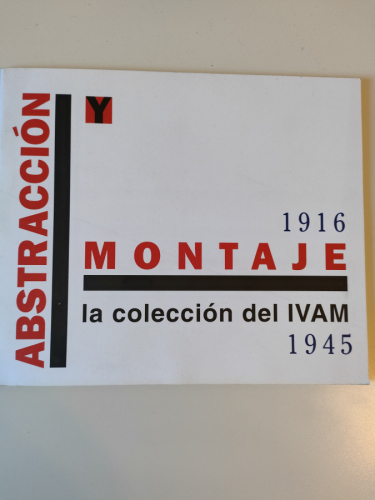 ABSTRACCIÓN
Y
1916
MONTAJE
la colección del IVAM
1945